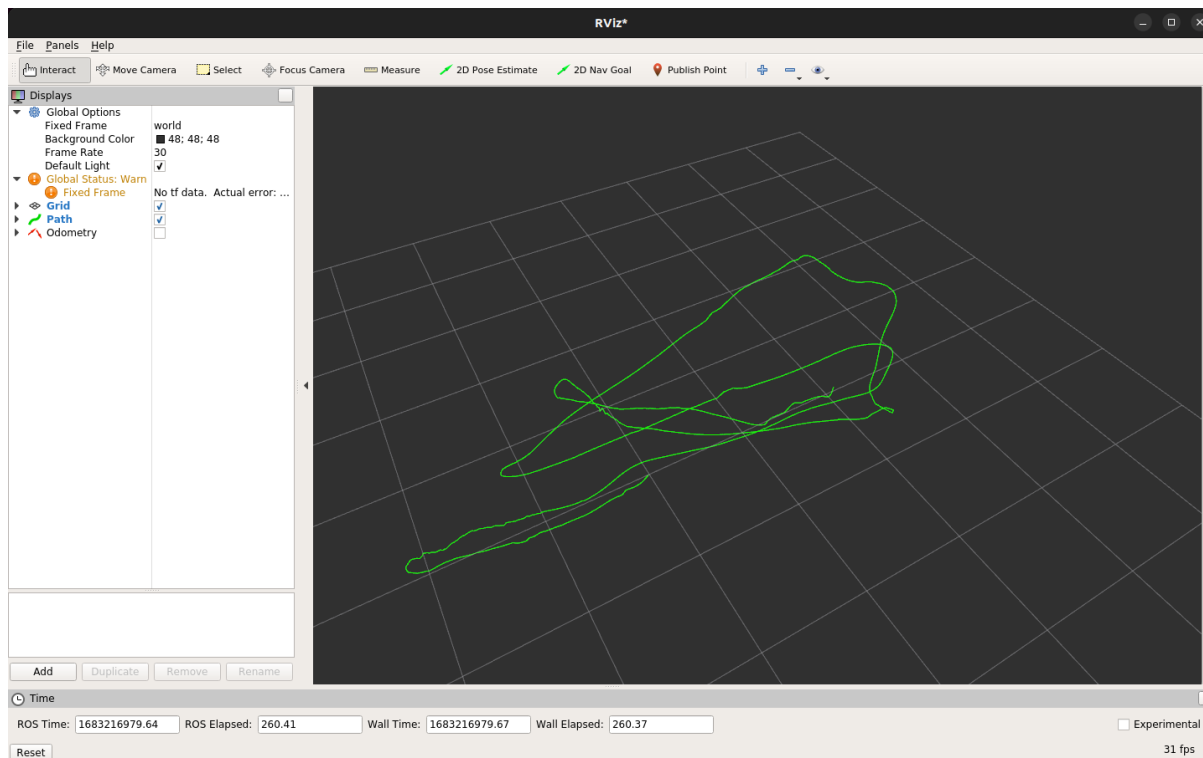 RViz*
File Panels Help
Interact Move Camera Select Focus Camera Measure 2D Pose Estimate 2D Nav Goal Publish Point
Displays
Global Options
Fixed Frame world
Background Color 48; 48; 48
Frame Rate 30
Default Light
Global Status: Warn
Fixed Frame No tf data. Actual error: ...
Grid
Path
Odometry
Add Duplicate Remove Rename
Time
ROS Time: 1683216979.64 ROS Elapsed: 260.41 Wall Time: 1683216979.67 Wall Elapsed: 260.37 Experimental
Reset 31 fps